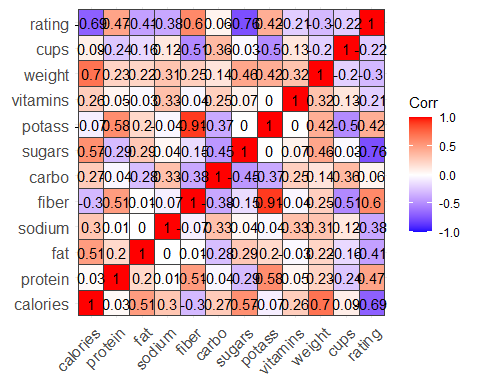 rating -0.69 0.47 -0.41 -0.38 0.6 0.06 -0.76 0.42 -0.21 -0.3 -0.22 1
cups 0.09 -0.24 -0.16 0.12 -0.51 0.36 -0.03 -0.5 0.13 -0.2 1 -0.22
weight 0.7 0.23 0.22 0.31 0.25 0.14 0.46 0.42 0.32 1 -0.2 -0.3
vitamins 0.26 0.05 -0.03 0.33 -0.04 0.25 0.07 0 1 0.32 0.13 -0.21
potass -0.07 0.58 0.2 -0.04 0.91 -0.37 0 1 0 0.42 -0.5 0.42
sugars 0.57 -0.29 0.29 0.04 -0.15 -0.45 1 0 0.07 0.46 -0.03 -0.76
carbo 0.27 -0.04 -0.28 0.33 -0.38 1 -0.45 -0.37 0.25 0.14 0.36 0.06
fiber -0.3 0.51 0.01 -0.07 1 -0.38 -0.15 0.91 -0.04 0.25 -0.51 0.6
sodium 0.3 0.01 0 1 -0.07 0.33 0.04 -0.04 0.33 0.31 0.12 -0.38
fat 0.51 0.2 1 0 0.01 -0.28 0.29 0.2 -0.03 0.22 -0.16 -0.41
protein 0.03 1 0.2 0.01 0.51 -0.04 -0.29 0.58 0.05 0.23 -0.24 0.47
calories 1 0.03 0.51 0.3 -0.3 0.27 0.57 -0.07 0.26 0.7 0.09 -0.69
calories protein fat sodium fiber carbo sugars potass vitamins weight cups rating
Corr
1.0
0.5
0.0
-0.5
-1.0